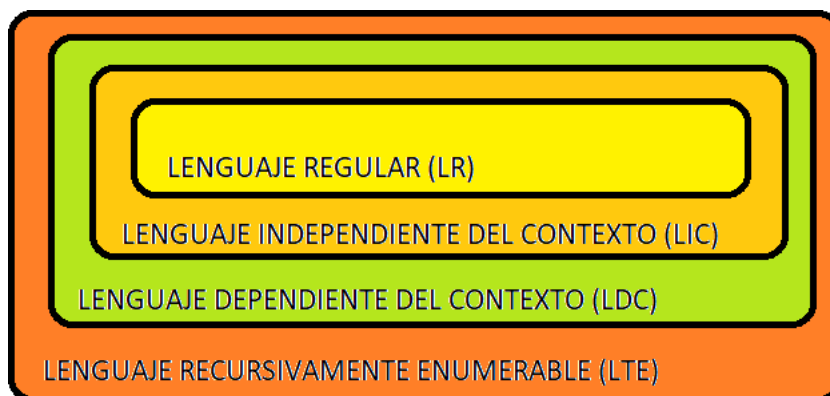 LENGUAJE REGULAR (LR)
LENGUAJE INDEPENDIENTE DEL CONTEXTO (LIC)
LENGUAJE DEPENDIENTE DEL CONTEXTO (LDC)
LENGUAJE RECURSIVAMENTE ENUMERABLE (LTE)